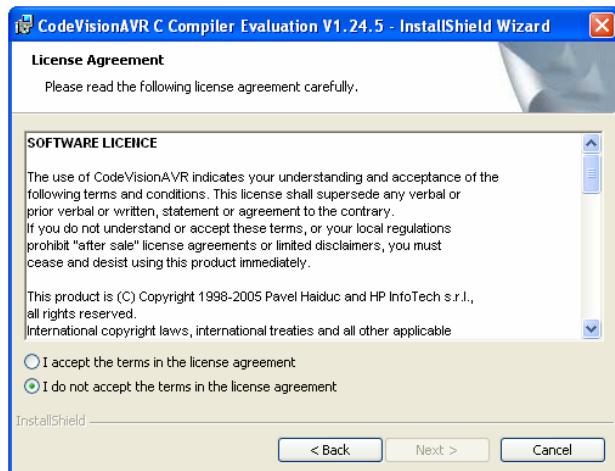 CodeVisionAVR C Compiler Evaluation V1.24.5 - InstallShield Wizard
License Agreement
Please read the following license agreement carefully.
SOFTWARE LICENCE
The use of CodeVisionAVR indicates your understanding and acceptance of the
following terms and conditions. This license shall supersede any verbal or
prior verbal or written, statement or agreement to the contrary.
If you do not understand or accept these terms, or your local regulations
prohibit "after sale" license agreements or limited disclaimers, you must
cease and desist using this product immediately.
This product is (C) Copyright 1998-2005 Pavel Haiduc and HP InfoTech s.r.l.,
all rights reserved.
International copyright laws, international treaties and all other applicable
I accept the terms in the license agreement
I do not accept the terms in the license agreement
InstallShield
< Back
Next >
Cancel